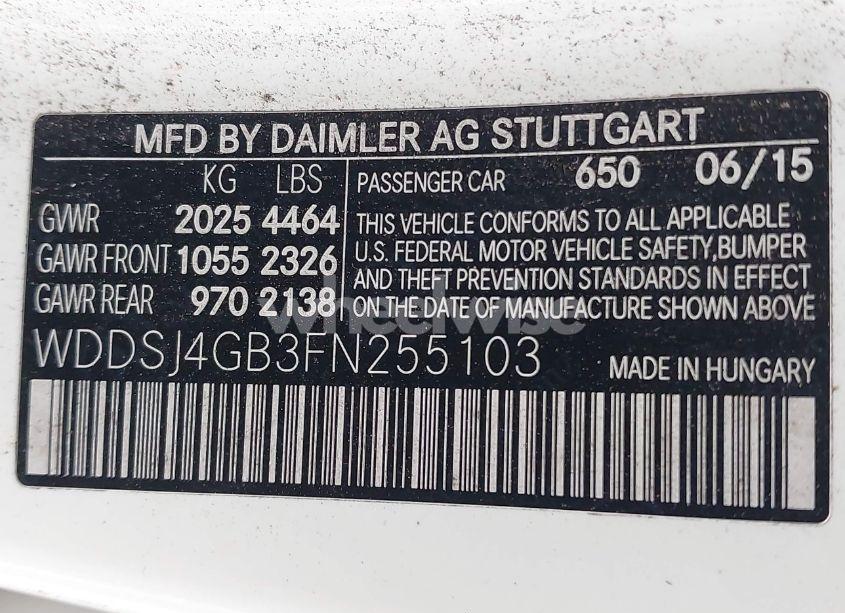 MFD BY DAIMLER AG STUTTGART
KG LBS
GVWR 2025 4464
GAWR FRONT 1055 2326
GAWR REAR 970 2138
PASSENGER CAR 650 06/15
THIS VEHICLE CONFORMS TO ALL APPLICABLE
U.S. FEDERAL MOTOR VEHICLE SAFETY,BUMPER
AND THEFT PREVENTION STANDARDS IN EFFECT
ON THE DATE OF MANUFACTURE SHOWN ABOVE
wheelwise
WDDSJ4GB3FN255103
MADE IN HUNGARY